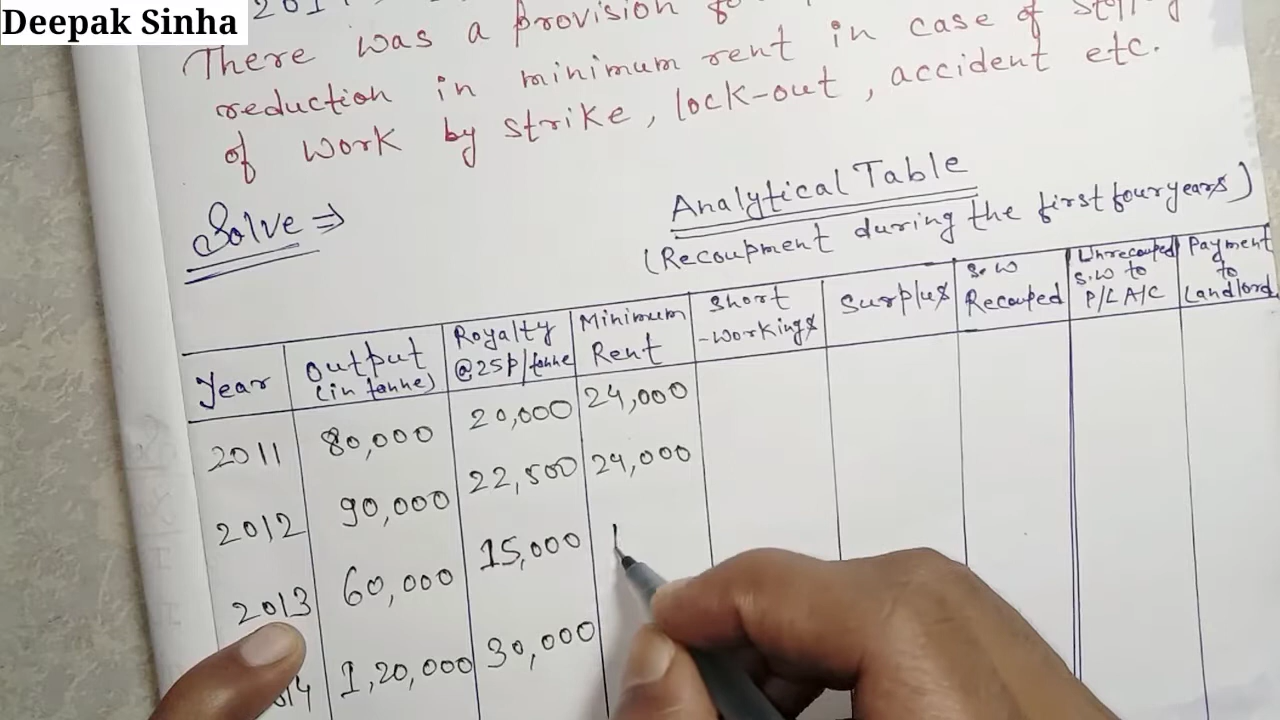 Deepak Sinha
There was a provision
reduction in minimum rent in case of
of work by strike, lock-out, accident etc.
Solve ⇒
Analytical Table
(Recoupment during the first four years)
Year Output (in tonne) Royalty @25p/tonne Minimum Rent Short-workings Surplus S.W Recouped Unrecouped S.W to P/L A/C Payment to Landlord
2011 80,000 20,000 24,000
2012 90,000 22,500 24,000
2013 60,000 15,000
1,20,000 30,000